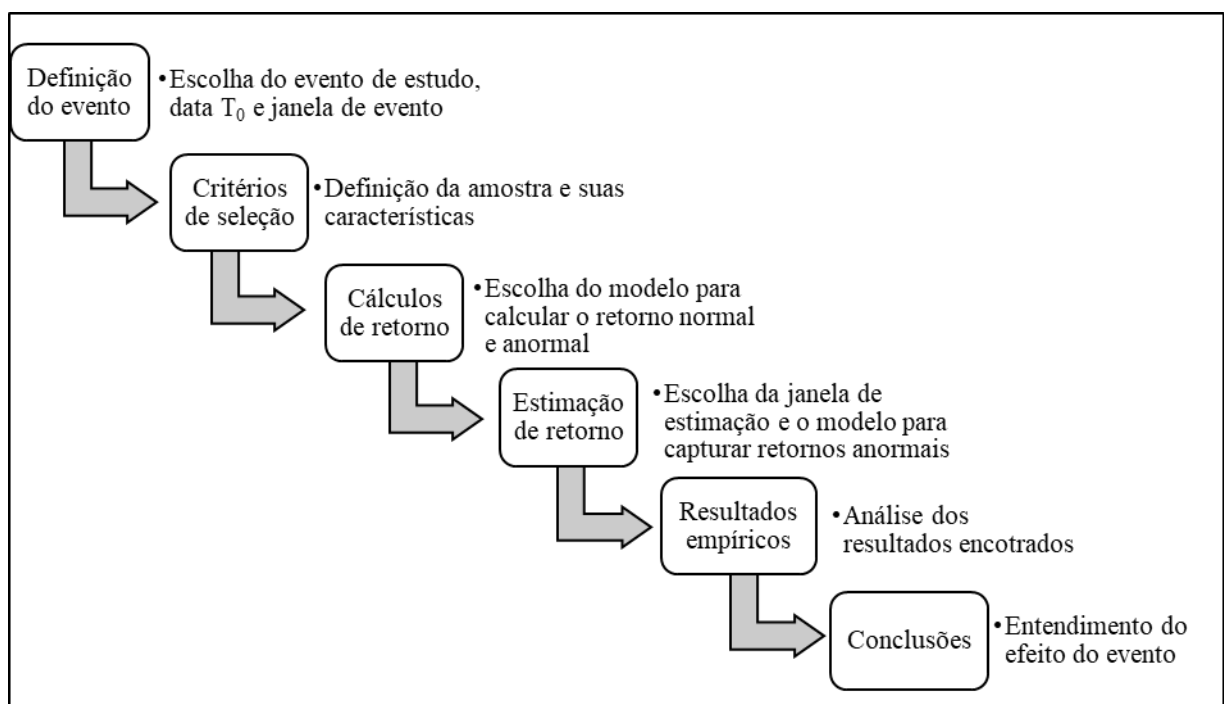 Definição
do evento
•Escolha do evento de estudo,
data T₀ e janela de evento
Critérios
de seleção
•Definição da amostra e suas
características
Cálculos
de retorno
•Escolha do modelo para
calcular o retorno normal
e anormal
Estimação
de retorno
•Escolha da janela de
estimação e o modelo para
capturar retornos anormais
Resultados
empíricos
•Análise dos
resultados encotrados
Conclusões
•Entendimento do
efeito do evento